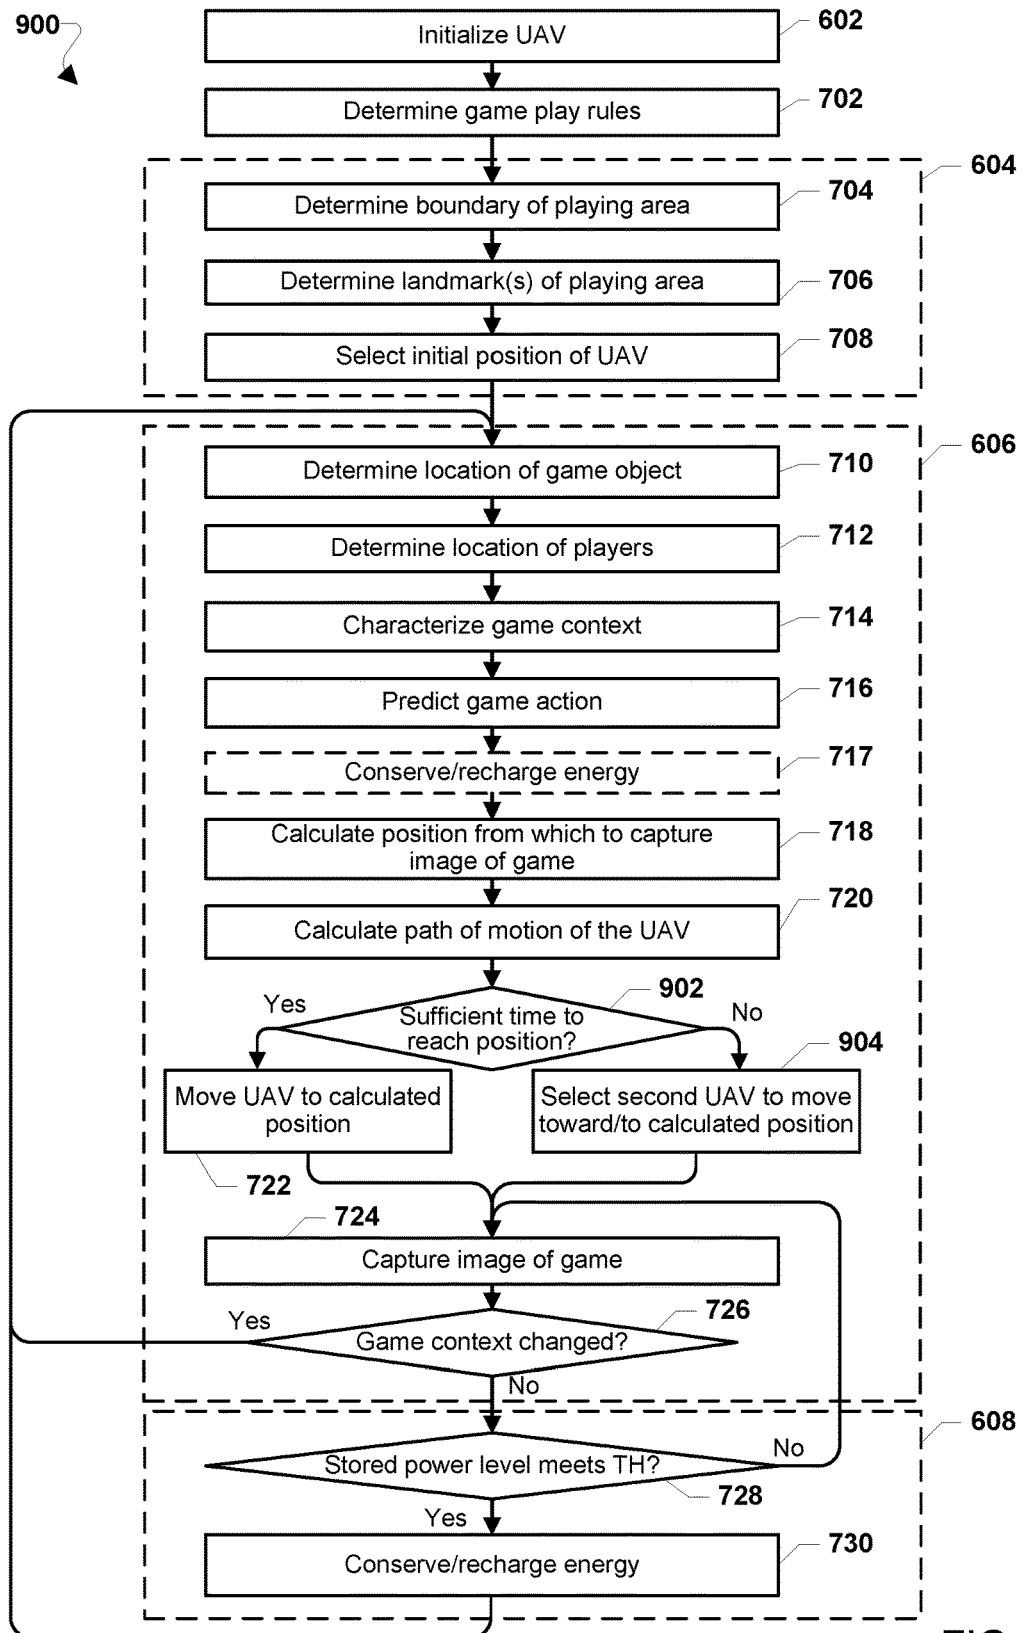 900
Initialize UAV
602
Determine game play rules
702
604
Determine boundary of playing area
704
Determine landmark(s) of playing area
706
Select initial position of UAV
708
606
Determine location of game object
710
Determine location of players
712
Characterize game context
714
Predict game action
716
Conserve/recharge energy
717
Calculate position from which to capture
image of game
718
Calculate path of motion of the UAV
720
902
Yes
Sufficient time to
reach position?
No
904
Move UAV to calculated
position
Select second UAV to move
toward/to calculated position
722
724
Capture image of game
726
Yes
Game context changed?
No
608
Stored power level meets TH?
No
728
Yes
Conserve/recharge energy
730